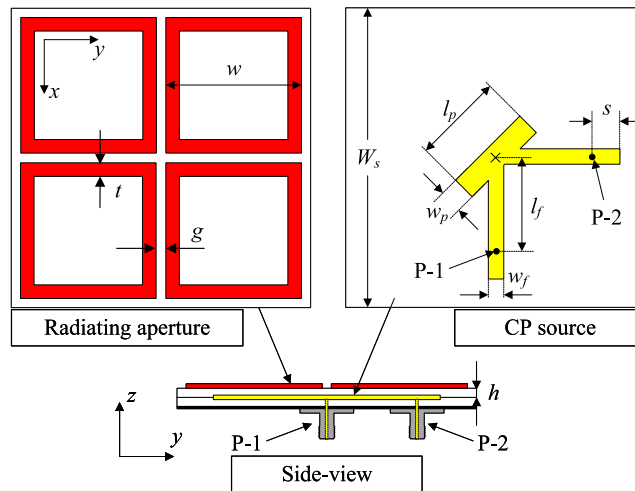 y
x
w
t
g
Radiating aperture
W_s
l_p
s
w_p
l_f
P-2
P-1
w_f
CP source
z
y
h
P-1
P-2
Side-view